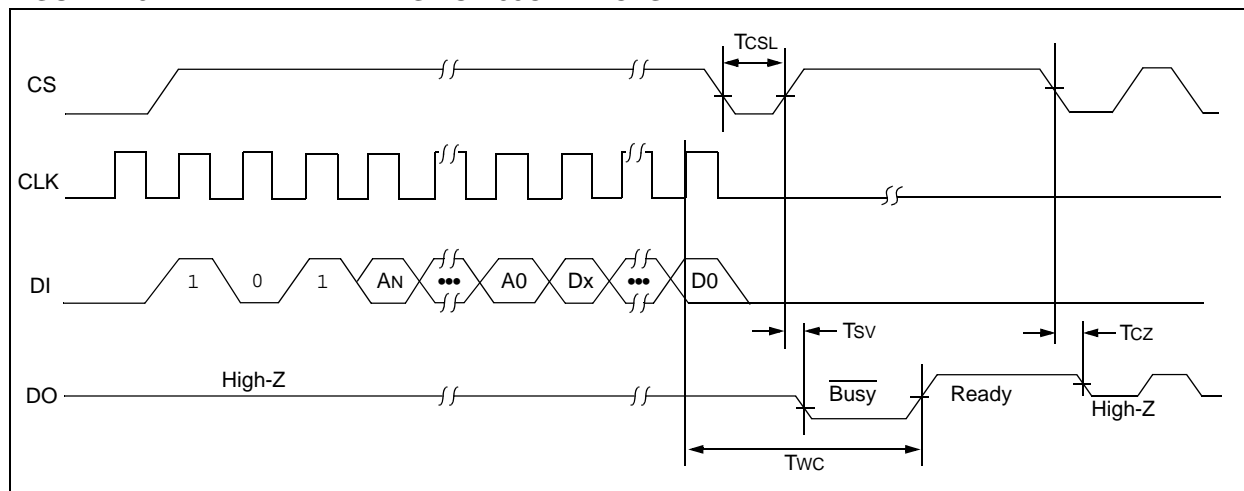 TCSL
CS
CLK
DI 1 0 1 AN ••• A0 Dx ••• D0
TSV
TCZ
DO High-Z Busy Ready High-Z
TWC